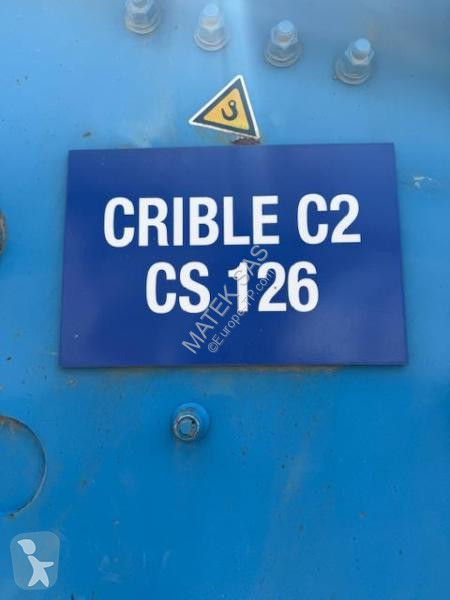 CRIBLE C2
CS 126
MATEK SAS
©Europe-TP.com